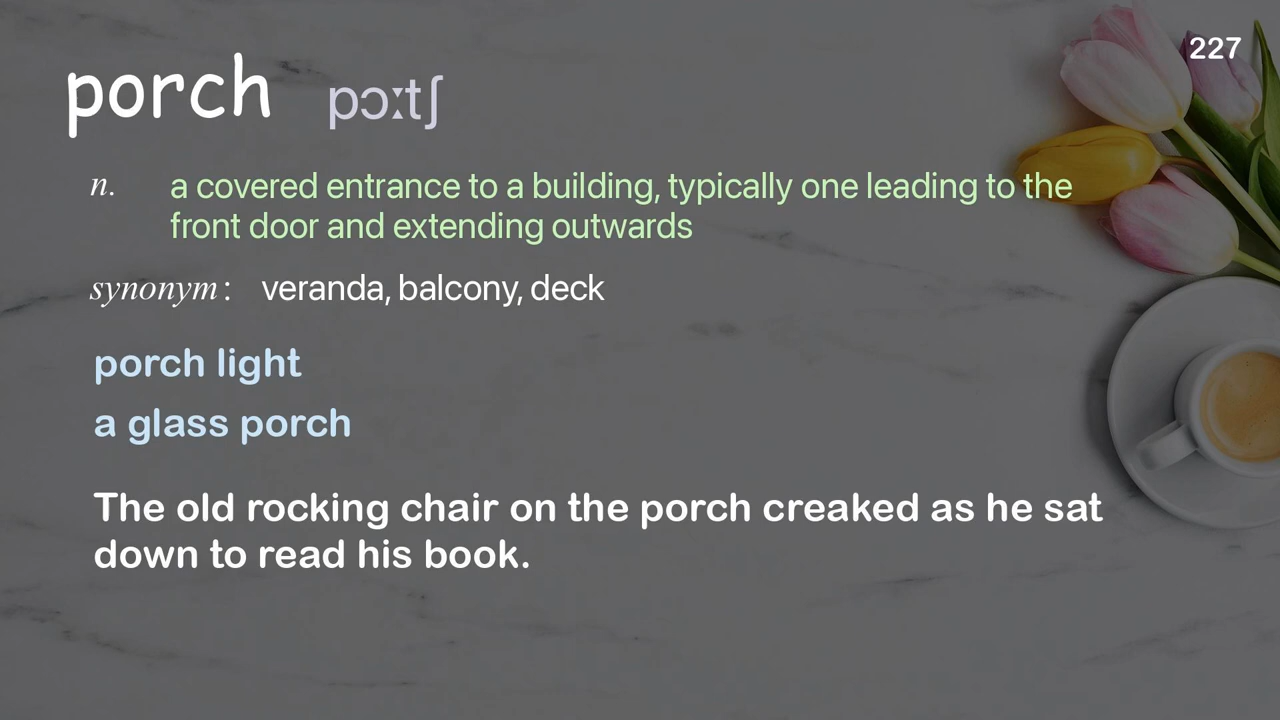 227
porch pɔːtʃ
n. a covered entrance to a building, typically one leading to the
front door and extending outwards
synonym: veranda, balcony, deck
porch light
a glass porch
The old rocking chair on the porch creaked as he sat
down to read his book.